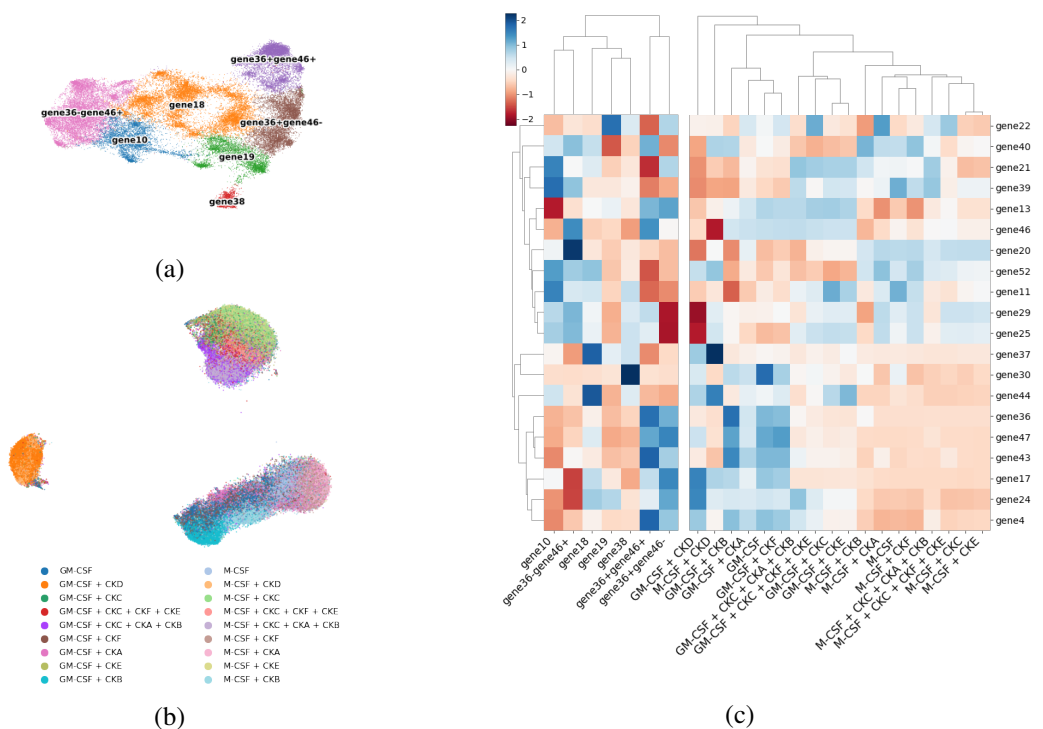 (a)
gene36+gene46+
gene18
gene36-gene46+
gene36+gene46-
gene10
gene19
gene38
(b)
GM-CSF
GM-CSF + CKD
GM-CSF + CKC
GM-CSF + CKC + CKF + CKE
GM-CSF + CKC + CKA + CKB
GM-CSF + CKF
GM-CSF + CKA
GM-CSF + CKE
GM-CSF + CKB
M-CSF
M-CSF + CKD
M-CSF + CKC
M-CSF + CKC + CKF + CKE
M-CSF + CKC + CKA + CKB
M-CSF + CKF
M-CSF + CKA
M-CSF + CKE
M-CSF + CKB
(c)
2
1
0
−1
−2
gene22
gene40
gene21
gene39
gene13
gene46
gene20
gene52
gene11
gene29
gene25
gene37
gene30
gene44
gene36
gene47
gene43
gene17
gene24
gene4
gene10
gene36-gene46+
gene18
gene19
gene38
gene36+gene46+
gene36+gene46-
GM-CSF + CKD
M-CSF + CKD
GM-CSF + CKB
GM-CSF + CKA
GM-CSF
GM-CSF + CKF
GM-CSF + CKC + CKA + CKB
GM-CSF + CKC + CKF + CKE
GM-CSF + CKC
GM-CSF + CKE
M-CSF + CKB
M-CSF + CKA
M-CSF
M-CSF + CKF
M-CSF + CKC + CKA + CKB
M-CSF + CKC + CKF + CKE
M-CSF + CKC
M-CSF + CKE